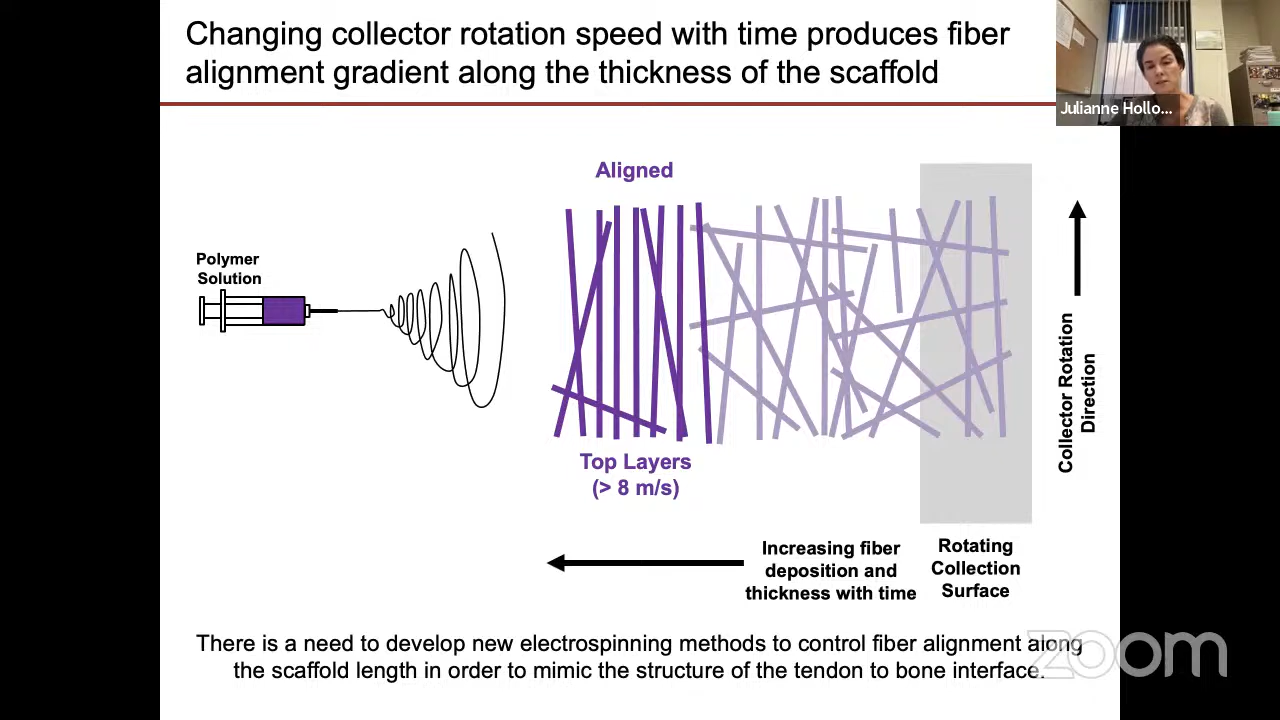 Changing collector rotation speed with time produces fiber
alignment gradient along the thickness of the scaffold
Julianne Hollo...
Aligned
Polymer
Solution
Top Layers
(> 8 m/s)
Collector Rotation
Direction
Increasing fiber
deposition and
thickness with time
Rotating
Collection
Surface
There is a need to develop new electrospinning methods to control fiber alignment along
the scaffold length in order to mimic the structure of the tendon to bone interface.
zoom